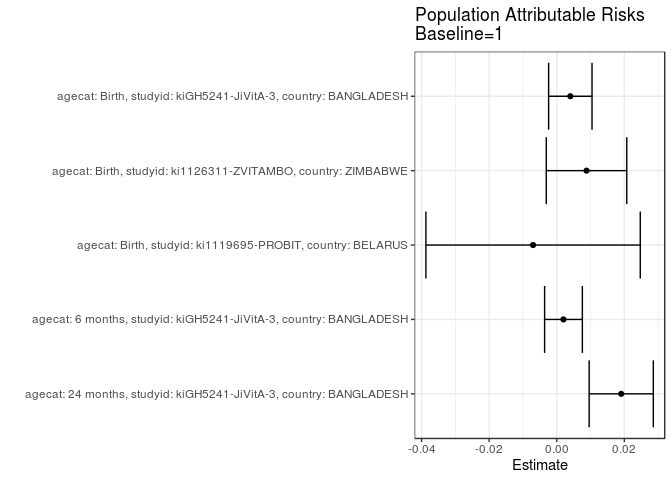 Population Attributable Risks
Baseline=1
agecat: Birth, studyid: kiGH5241-JiVitA-3, country: BANGLADESH
agecat: Birth, studyid: ki1126311-ZVITAMBO, country: ZIMBABWE
agecat: Birth, studyid: ki1119695-PROBIT, country: BELARUS
agecat: 6 months, studyid: kiGH5241-JiVitA-3, country: BANGLADESH
agecat: 24 months, studyid: kiGH5241-JiVitA-3, country: BANGLADESH
-0.04 -0.02 0.00 0.02
Estimate